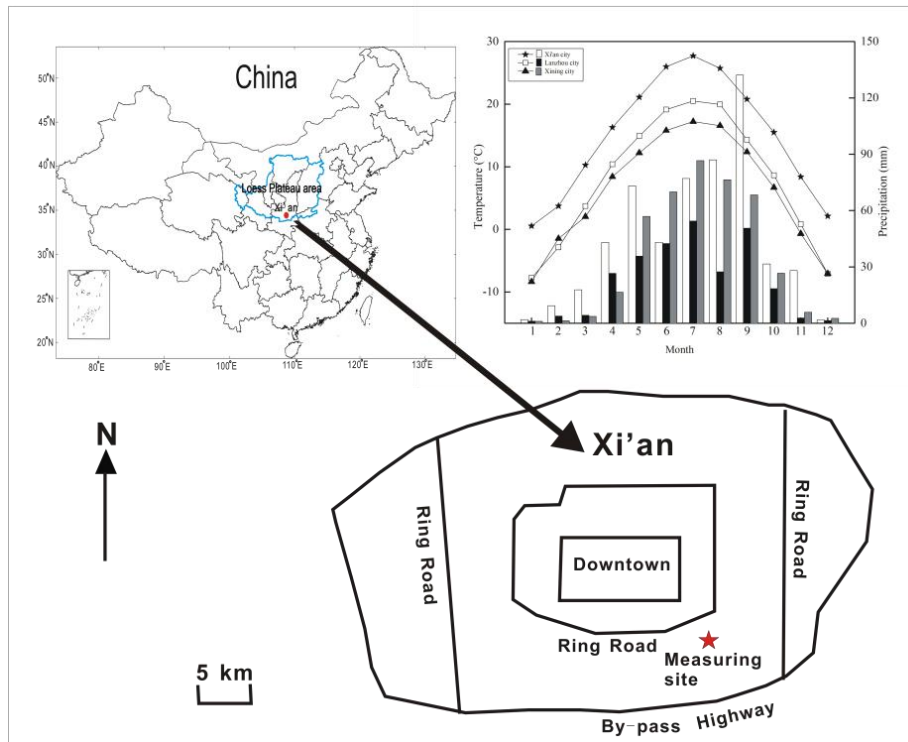 China
50°N
45°N
40°N
35°N
30°N
25°N
20°N
80°E
90°E
100°E
110°E
120°E
130°E
Loess Plateau area
Xi' an
Xi'an city
Lanzhou city
Xining city
Temperature (°C)
30
20
10
0
-10
Precipitation (mm)
150
120
90
60
30
0
1 2 3 4 5 6 7 8 9 10 11 12
Month
N
5 km
Xi'an
Ring Road
Ring Road
Downtown
Ring Road
Measuring
site
By-pass Highway